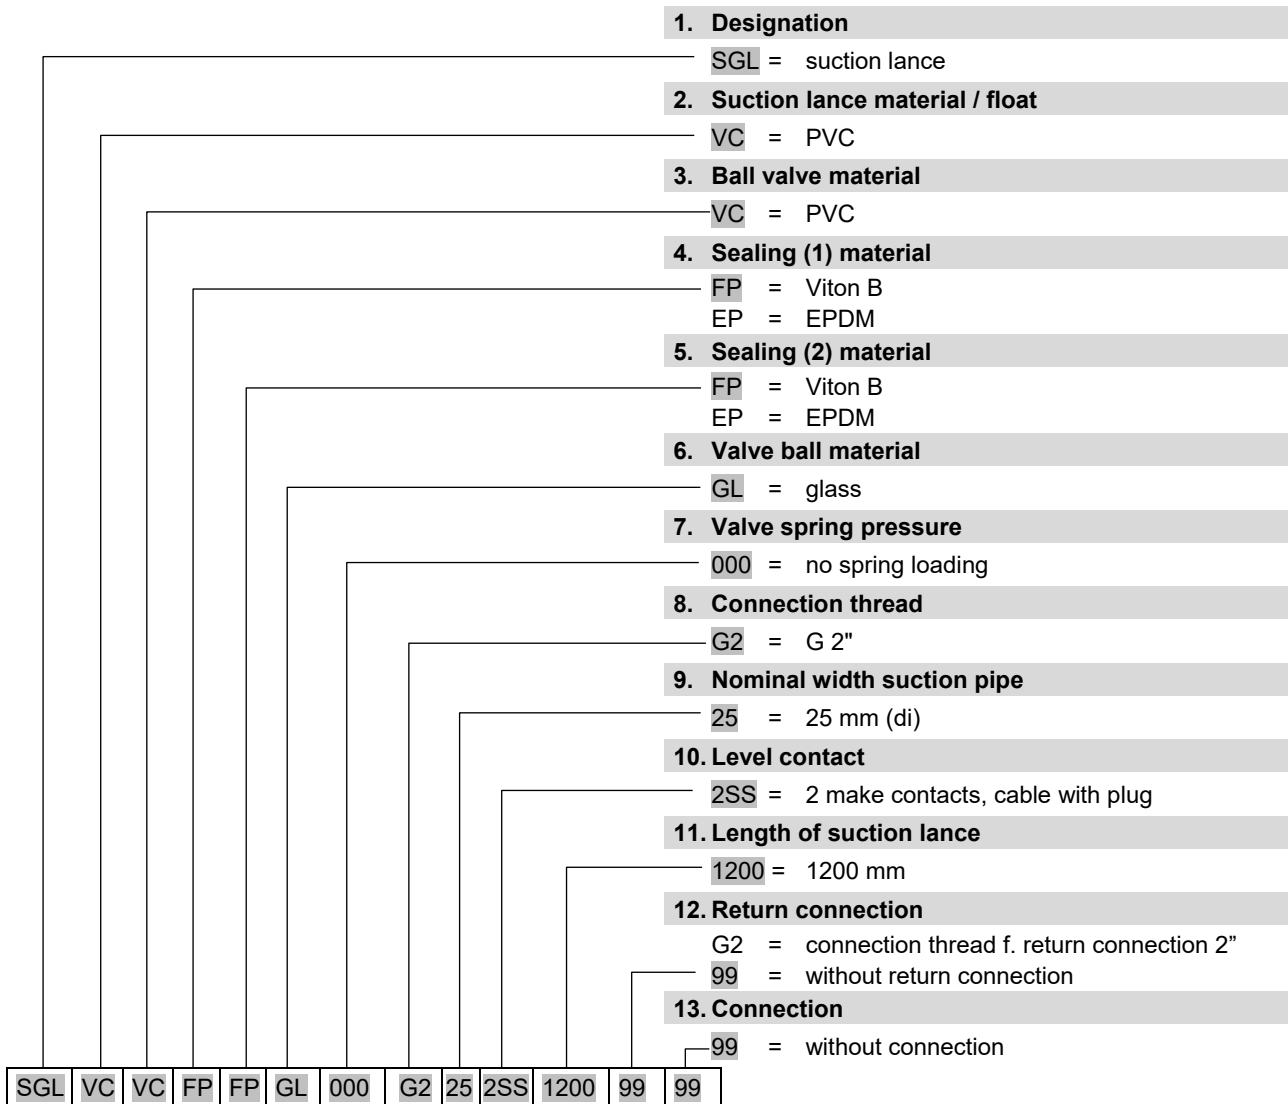 1. Designation
SGL = suction lance
2. Suction lance material / float
VC = PVC
3. Ball valve material
VC = PVC
4. Sealing (1) material
FP = Viton B
EP = EPDM
5. Sealing (2) material
FP = Viton B
EP = EPDM
6. Valve ball material
GL = glass
7. Valve spring pressure
000 = no spring loading
8. Connection thread
G2 = G 2"
9. Nominal width suction pipe
25 = 25 mm (di)
10. Level contact
2SS = 2 make contacts, cable with plug
11. Length of suction lance
1200 = 1200 mm
12. Return connection
G2 = connection thread f. return connection 2”
99 = without return connection
13. Connection
99 = without connection
SGL VC VC FP FP GL 000 G2 25 2SS 1200 99 99